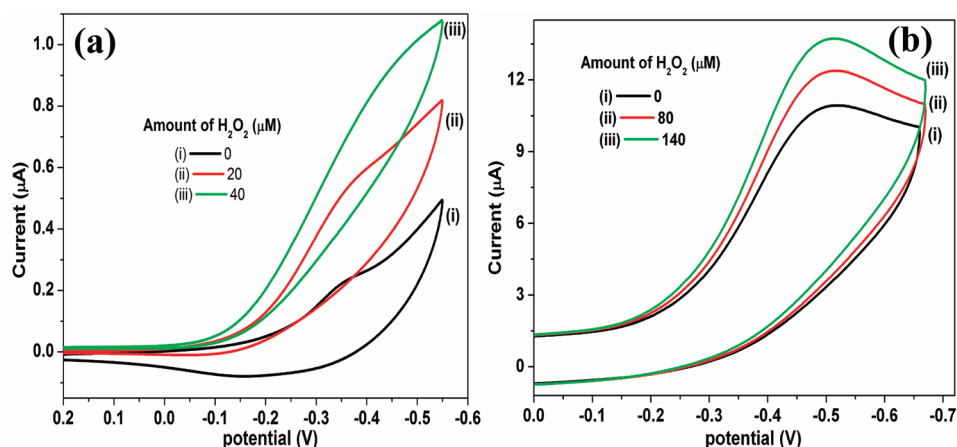 (a)
Amount of H₂O₂ (μM)
(i) 0
(ii) 20
(iii) 40
(iii)
(ii)
(i)
1.0
0.8
0.6
0.4
0.2
0.0
Current (μA)
0.2 0.1 0.0 -0.1 -0.2 -0.3 -0.4 -0.5
potential (V)
(b)
Amount of H₂O₂ (μM)
(i) 0
(ii) 80
(iii) 140
(iii)
(ii)
(i)
12
9
6
3
0
Current (μA)
0.0 -0.1 -0.2 -0.3 -0.4 -0.5 -0.6 -0.7
potential (V)